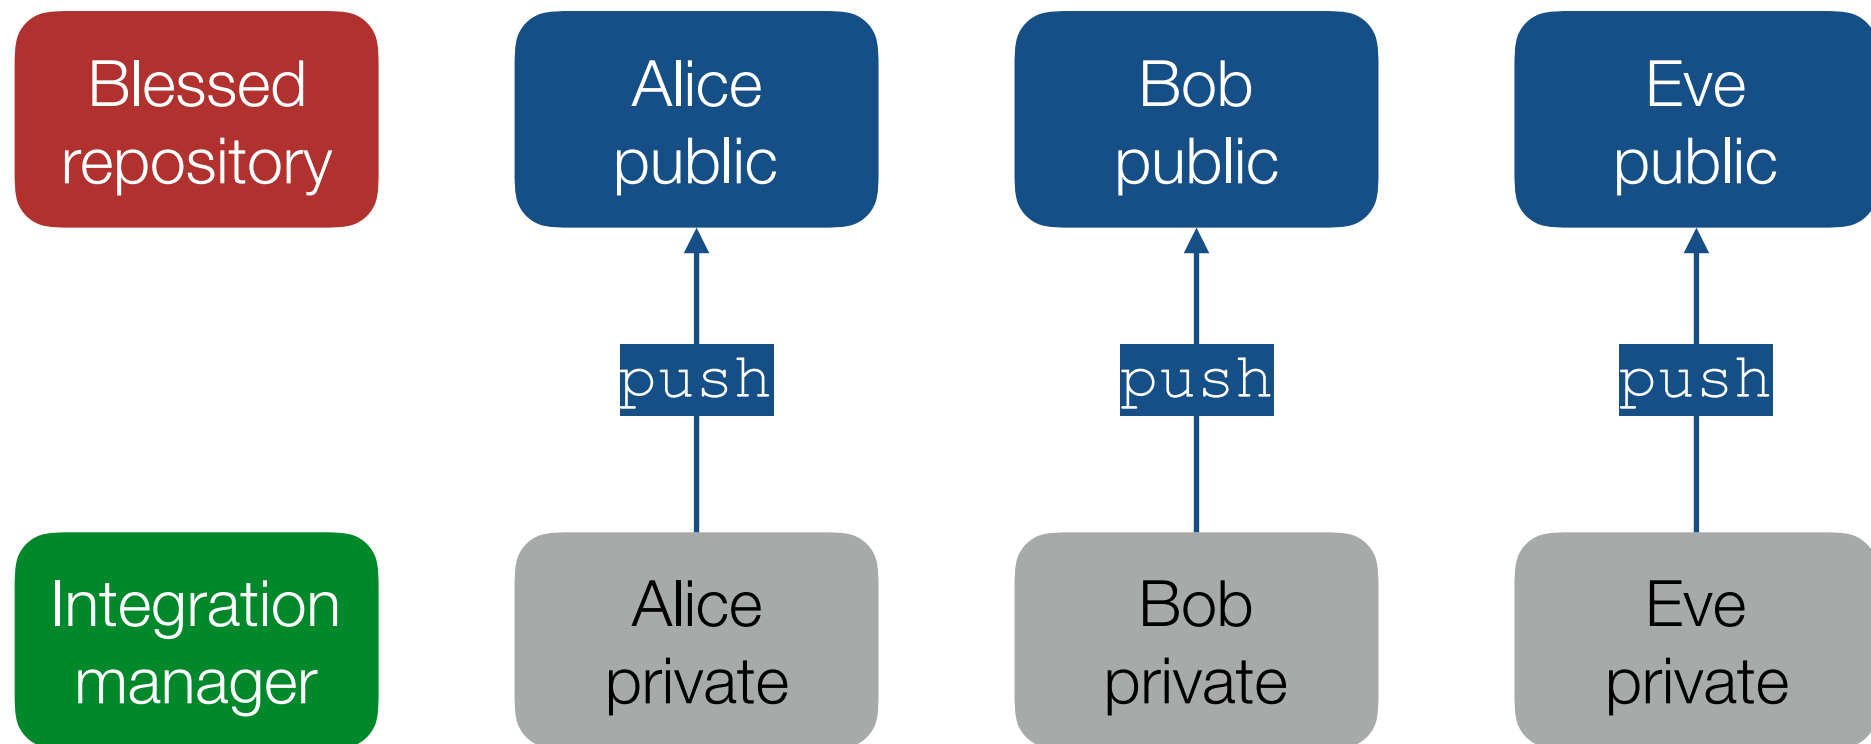 Blessed
repository
Alice
public
Bob
public
Eve
public
push
push
push
Integration
manager
Alice
private
Bob
private
Eve
private